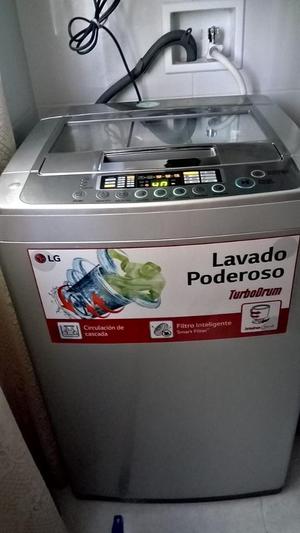 LG
Lavado
Poderoso
TurboDrum
Circulación de
cascada
Filtro Inteligente
Smart Filter